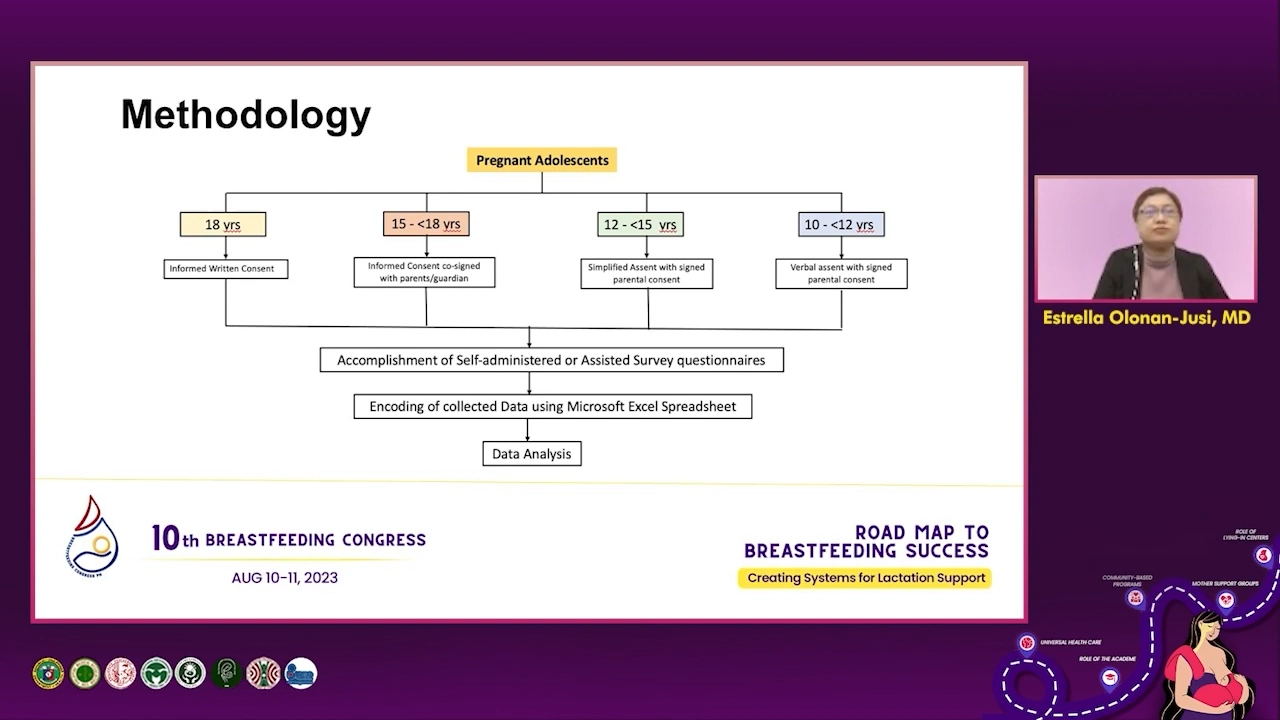 Methodology
Pregnant Adolescents
18 yrs
15 - <18 yrs
12 - <15 yrs
10 - <12 yrs
Informed Written Consent
Informed Consent co-signed
with parents/guardian
Simplified Assent with signed
parental consent
Verbal assent with signed
parental consent
Accomplishment of Self-administered or Assisted Survey questionnaires
Encoding of collected Data using Microsoft Excel Spreadsheet
Data Analysis
10th BREASTFEEDING CONGRESS
AUG 10-11, 2023
ROAD MAP TO
BREASTFEEDING SUCCESS
Creating Systems for Lactation Support
Estrella Olonan-Jusi, MD
ROLE OF
LYING-IN CENTERS
COMMUNITY-BASED
PROGRAMS
MOTHER SUPPORT GROUPS
UNIVERSAL HEALTH CARE
ROLE OF THE ACADEME